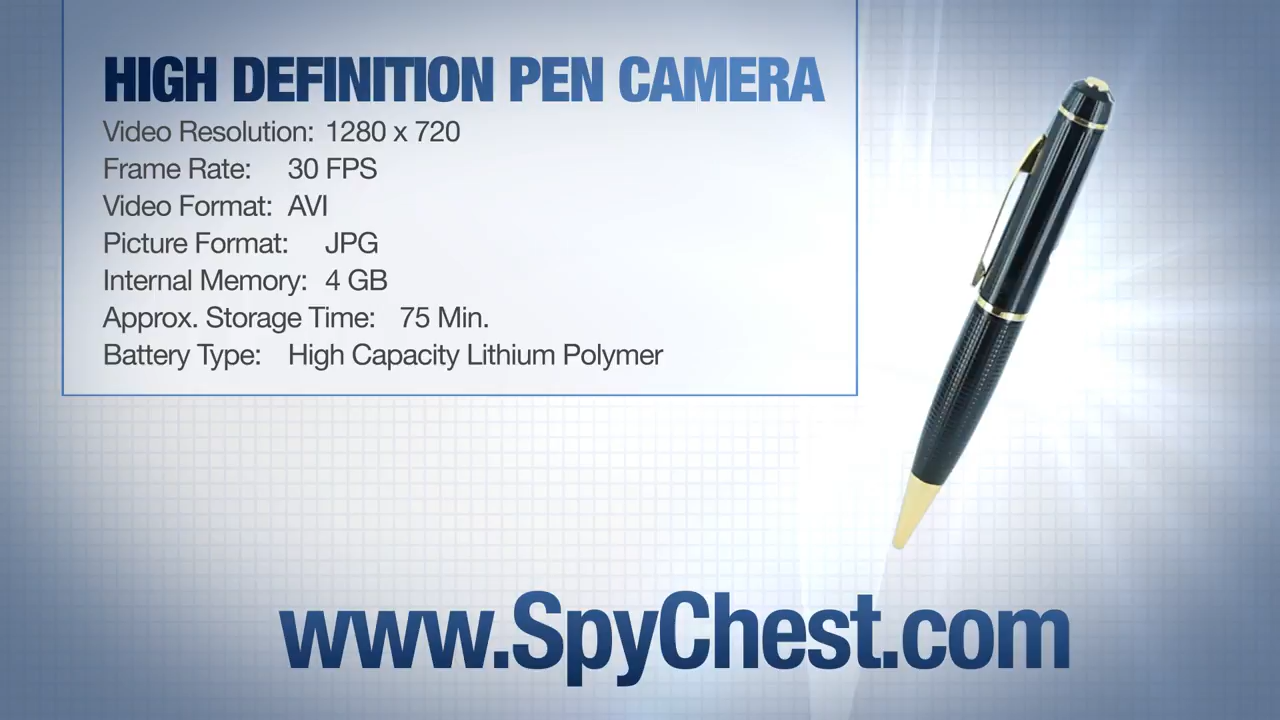 HIGH DEFINITION PEN CAMERA
Video Resolution: 1280 x 720
Frame Rate: 30 FPS
Video Format: AVI
Picture Format: JPG
Internal Memory: 4 GB
Approx. Storage Time: 75 Min.
Battery Type: High Capacity Lithium Polymer
www.SpyChest.com